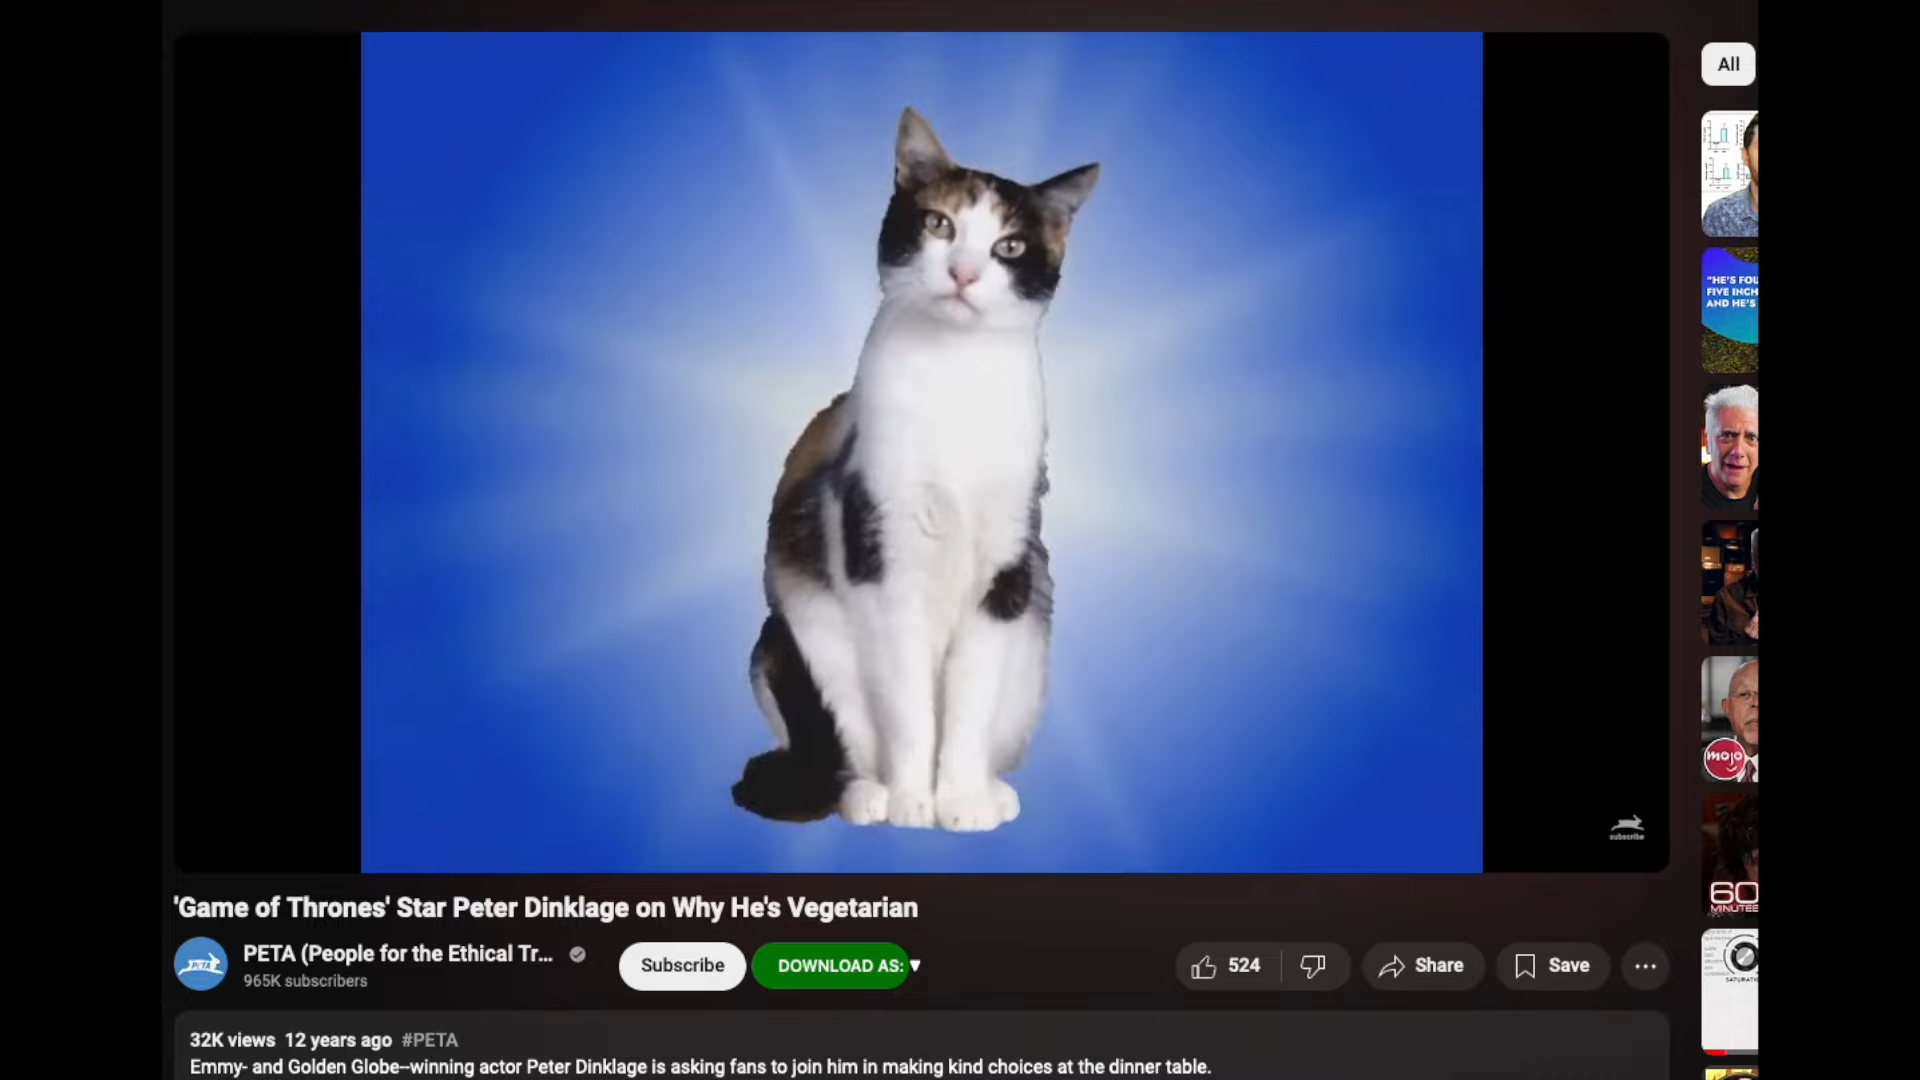 All
"HE'S FOU
FIVE INCH
AND HE'S
mojo
60
MINUTES
SATURATIO
subscribe
'Game of Thrones' Star Peter Dinklage on Why He's Vegetarian
PETA
PETA (People for the Ethical Tr...
965K subscribers
Subscribe
DOWNLOAD AS: ▼
524
Share
Save
32K views 12 years ago #PETA
Emmy- and Golden Globe–winning actor Peter Dinklage is asking fans to join him in making kind choices at the dinner table.